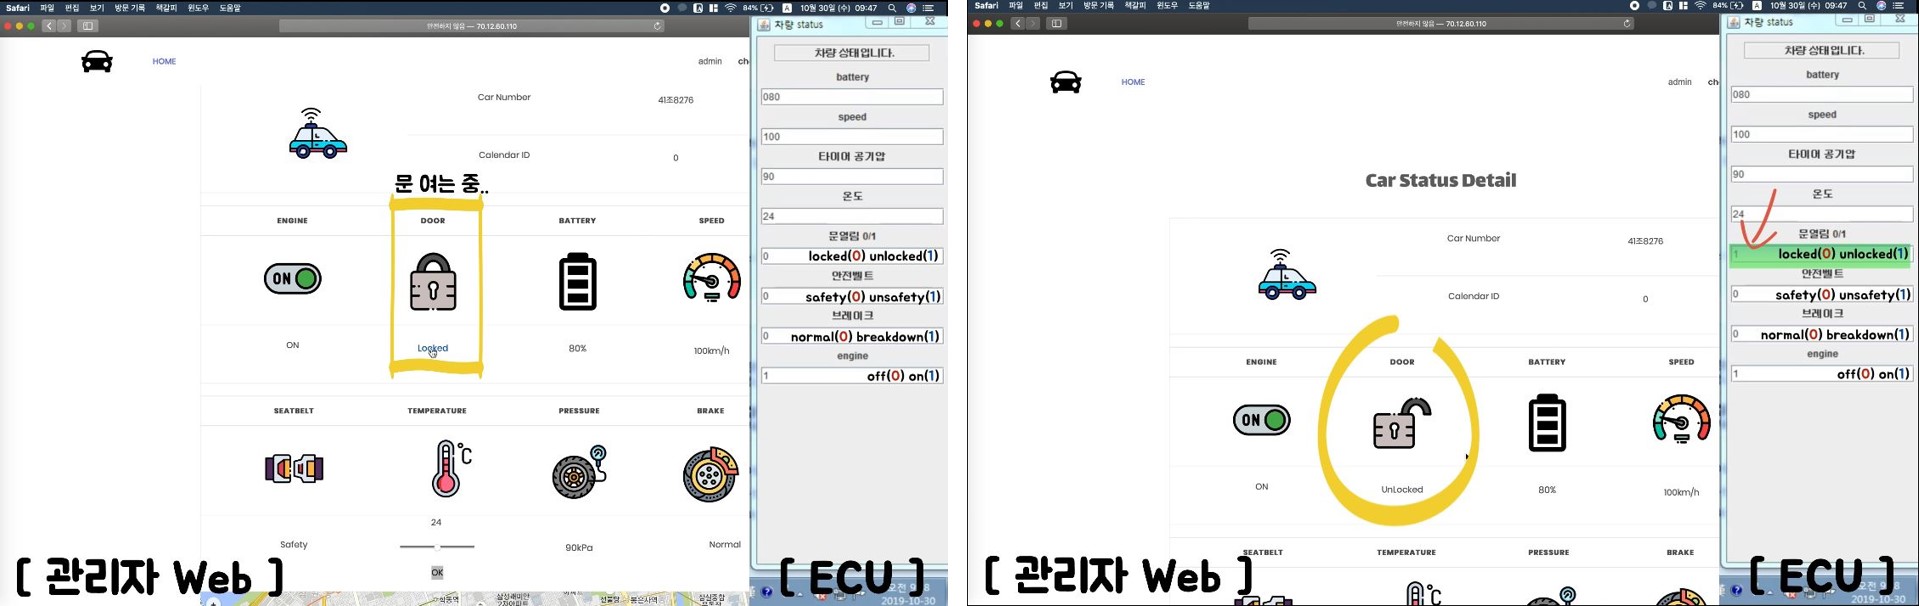 Safari 파일 편집 보기 방문 기록 책갈피 윈도우 도움말
84% A 10월 30일 (수) 09:47
안전하지 않음 — 70.12.60.110
HOME
admin
Car Number
41조8276
Calendar ID
0
문 여는 중..
ENGINE DOOR BATTERY SPEED
ON
ON Locked 80% 100km/h
SEATBELT TEMPERATURE PRESSURE BRAKE
°C
24
Safety 90kPa Normal
OK
[ 관리자 Web ]
차량 status
차량 상태입니다.
battery
080
speed
100
타이어 공기압
90
온도
24
문열림 0/1
0 locked(0) unlocked(1)
안전벨트
0 safety(0) unsafety(1)
브레이크
0 normal(0) breakdown(1)
engine
1 off(0) on(1)
[ ECU ]
2019-10-30
Safari 파일 편집 보기 방문 기록 책갈피 윈도우 도움말
84% A 10월 30일 (수) 09:47
안전하지 않음 — 70.12.60.110
HOME
admin
Car Status Detail
Car Number
41조8276
Calendar ID
0
ENGINE DOOR BATTERY SPEED
ON
ON UnLocked 80% 100km/h
SEATBELT TEMPERATURE PRESSURE BRAKE
°C
[ 관리자 Web ]
차량 status
차량 상태입니다.
battery
080
speed
100
타이어 공기압
90
온도
24
문열림 0/1
1 locked(0) unlocked(1)
안전벨트
0 safety(0) unsafety(1)
브레이크
0 normal(0) breakdown(1)
engine
1 off(0) on(1)
[ ECU ]
2019-10-30